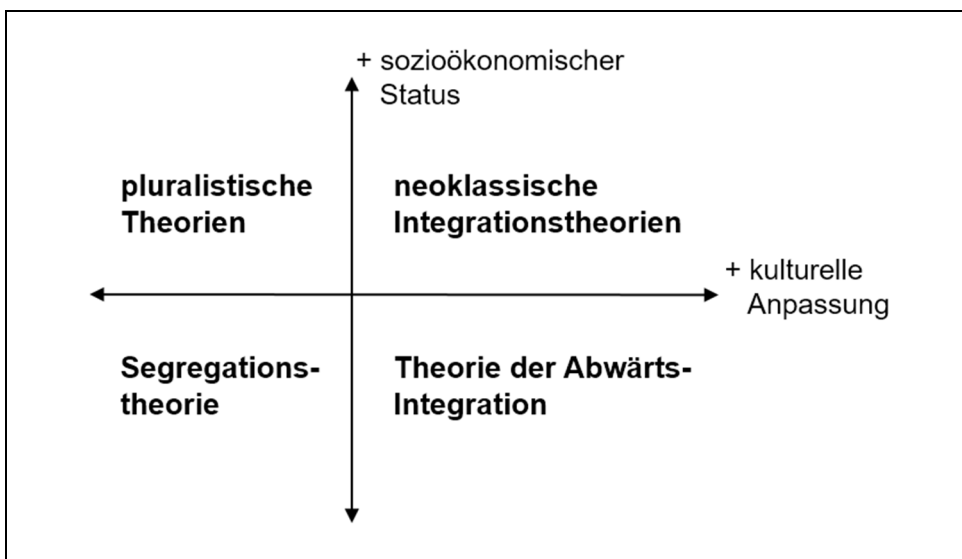 + sozioökonomischer
Status
pluralistische
Theorien
neoklassische
Integrationstheorien
+ kulturelle
Anpassung
Segregations-
theorie
Theorie der Abwärts-
Integration